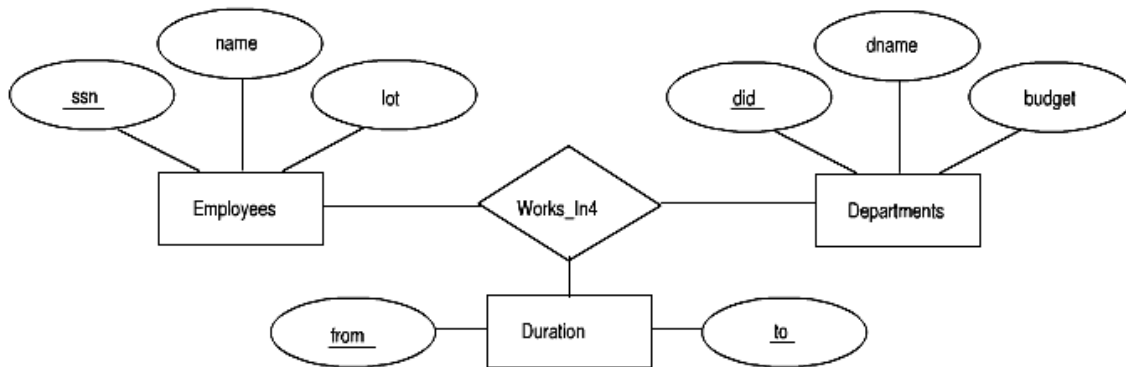 name
ssn
lot
Employees
Works_In4
dname
did
budget
Departments
from
Duration
to